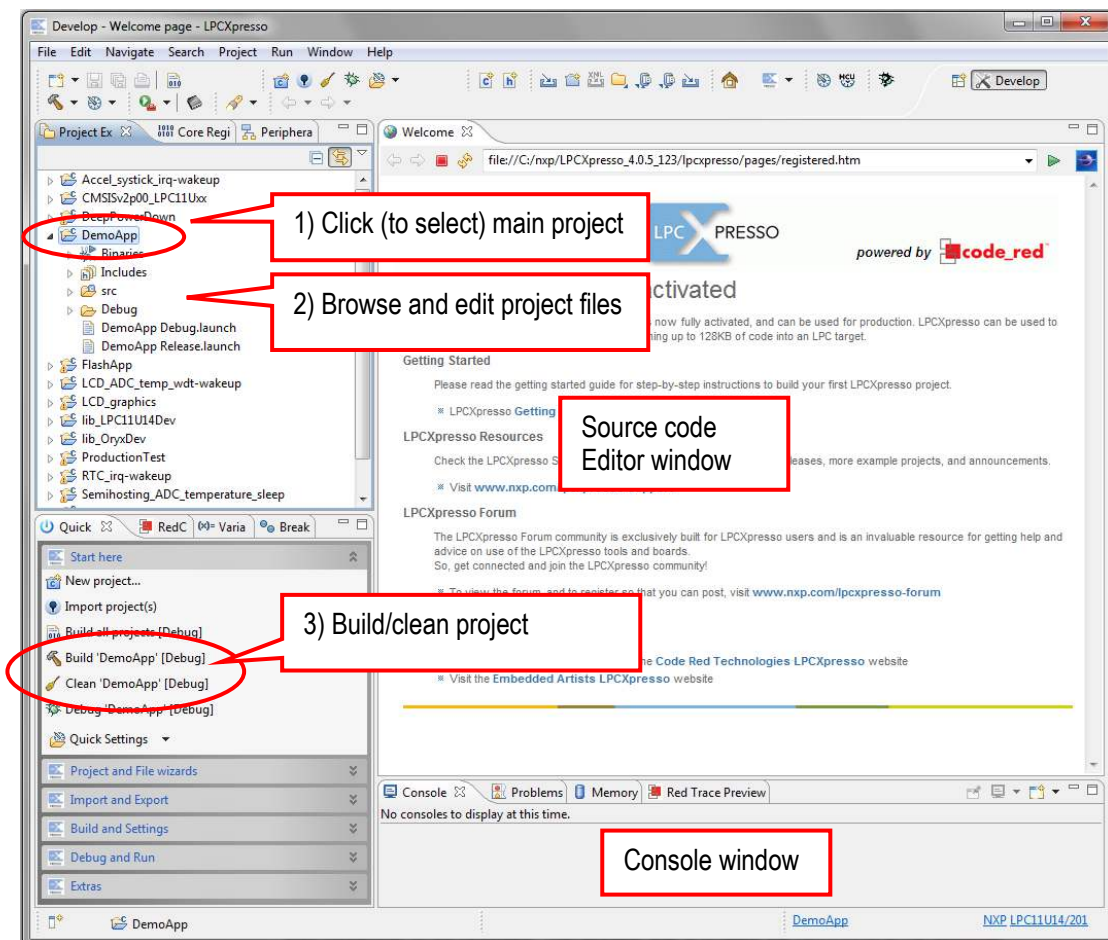 Develop - Welcome page - LPCXpresso
File Edit Navigate Search Project Run Window Help
Develop
Project Ex
Core Regi
Periphera
Accel_systick_irq-wakeup
CMSISv2p00_LPC11Uxx
DeepPowerDown
DemoApp
Binaries
Includes
src
Debug
DemoApp Debug.launch
DemoApp Release.launch
FlashApp
LCD_ADC_temp_wdt-wakeup
LCD_graphics
lib_LPC11U14Dev
lib_OryxDev
ProductionTest
RTC_irq-wakeup
Semihosting_ADC_temperature_sleep
1) Click (to select) main project
2) Browse and edit project files
Welcome
file://C:/nxp/LPCXpresso_4.0.5_123/lpcxpresso/pages/registered.htm
LPC XPRESSO
powered by code_red
now fully activated, and can be used for production. LPCXpresso can be used to
up to 128KB of code into an LPC target.
Getting Started
Please read the getting started guide for step-by-step instructions to build your first LPCXpresso project.
LPCXpresso Getting
LPCXpresso Resources
Check the LPCXpresso
more example projects, and announcements.
Visit www.nxp.com
Source code
Editor window
LPCXpresso Forum
The LPCXpresso Forum community is exclusively built for LPCXpresso users and is an invaluable resource for getting help and
advice on use of the LPCXpresso tools and boards.
So, get connected and join the LPCXpresso community!
To view the forum, and to register so that you can post, visit www.nxp.com/lpcxpresso-forum
Code Red Technologies LPCXpresso website
Visit the Embedded Artists LPCXpresso website
Quick
RedC
(x)= Varia
Break
Start here
New project...
Import project(s)
Build all projects [Debug]
Build 'DemoApp' [Debug]
Clean 'DemoApp' [Debug]
Debug 'DemoApp' [Debug]
Quick Settings
3) Build/clean project
Project and File wizards
Import and Export
Build and Settings
Debug and Run
Extras
Console
Problems
Memory
Red Trace Preview
No consoles to display at this time.
Console window
DemoApp
DemoApp
NXP LPC11U14/201